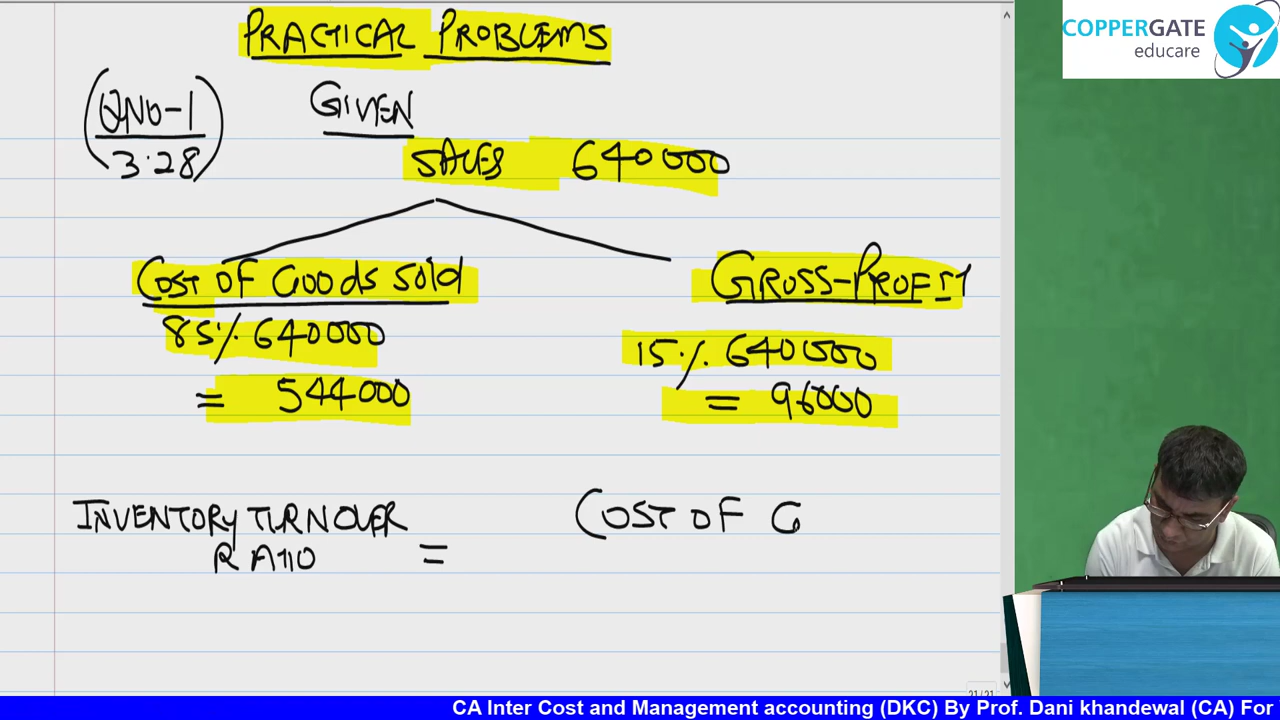 PRACTICAL PROBLEMS
COPPERGATE
educare
(QNO-1
3.28)
GIVEN
SALES 640000
COST OF GOODS SOLD
GROSS-PROFIT
85% 640000
15% 640000
= 544000
= 96000
INVENTORY TURNOVER
RATIO =
COST OF G
21/21
CA Inter Cost and Management accounting (DKC) By Prof. Dani khandewal (CA) For